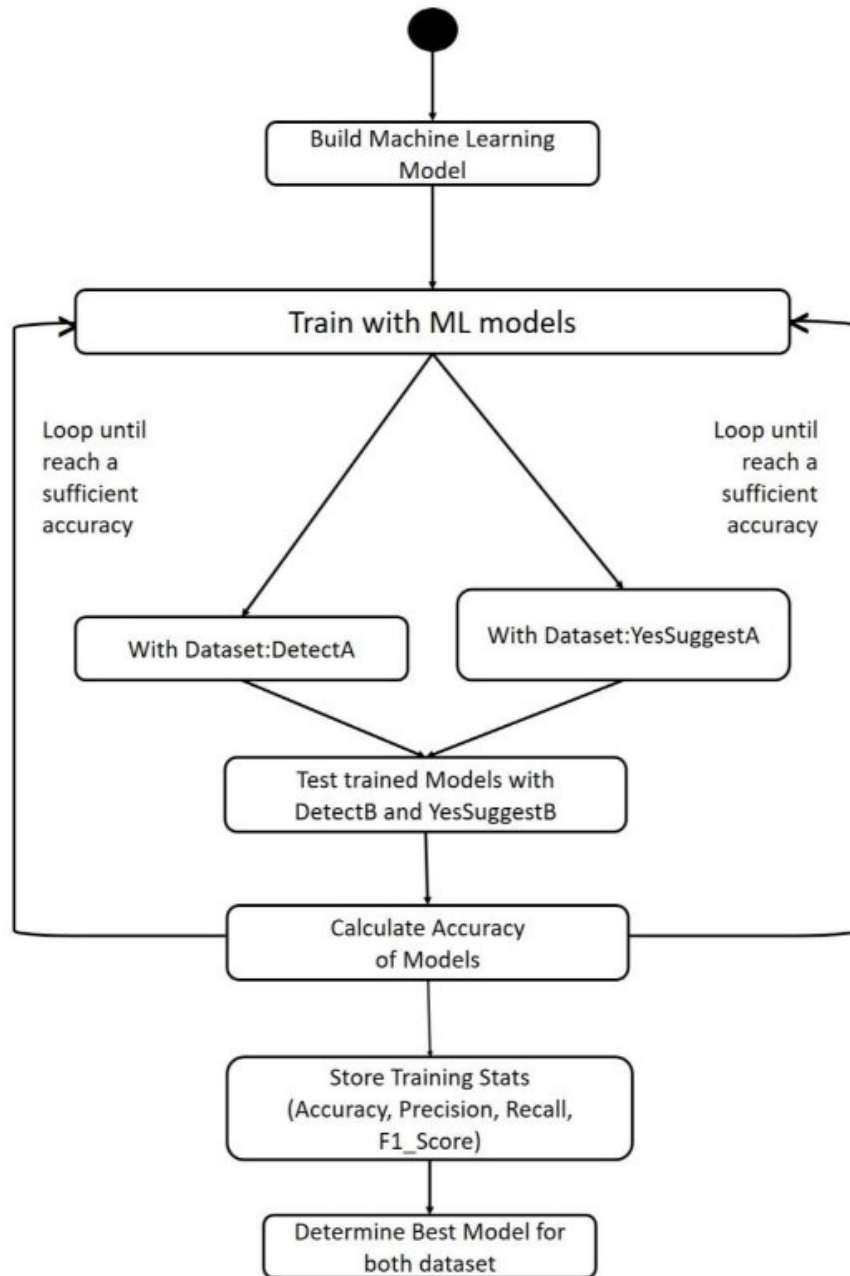 Build Machine Learning
Model
Train with ML models
Loop until
reach a
sufficient
accuracy
Loop until
reach a
sufficient
accuracy
With Dataset:DetectA
With Dataset:YesSuggestA
Test trained Models with
DetectB and YesSuggestB
Calculate Accuracy
of Models
Store Training Stats
(Accuracy, Precision, Recall,
F1_Score)
Determine Best Model for
both dataset